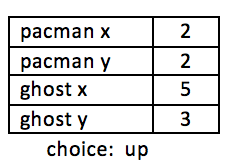 pacman x 2
pacman y 2
ghost x 5
ghost y 3
choice: up